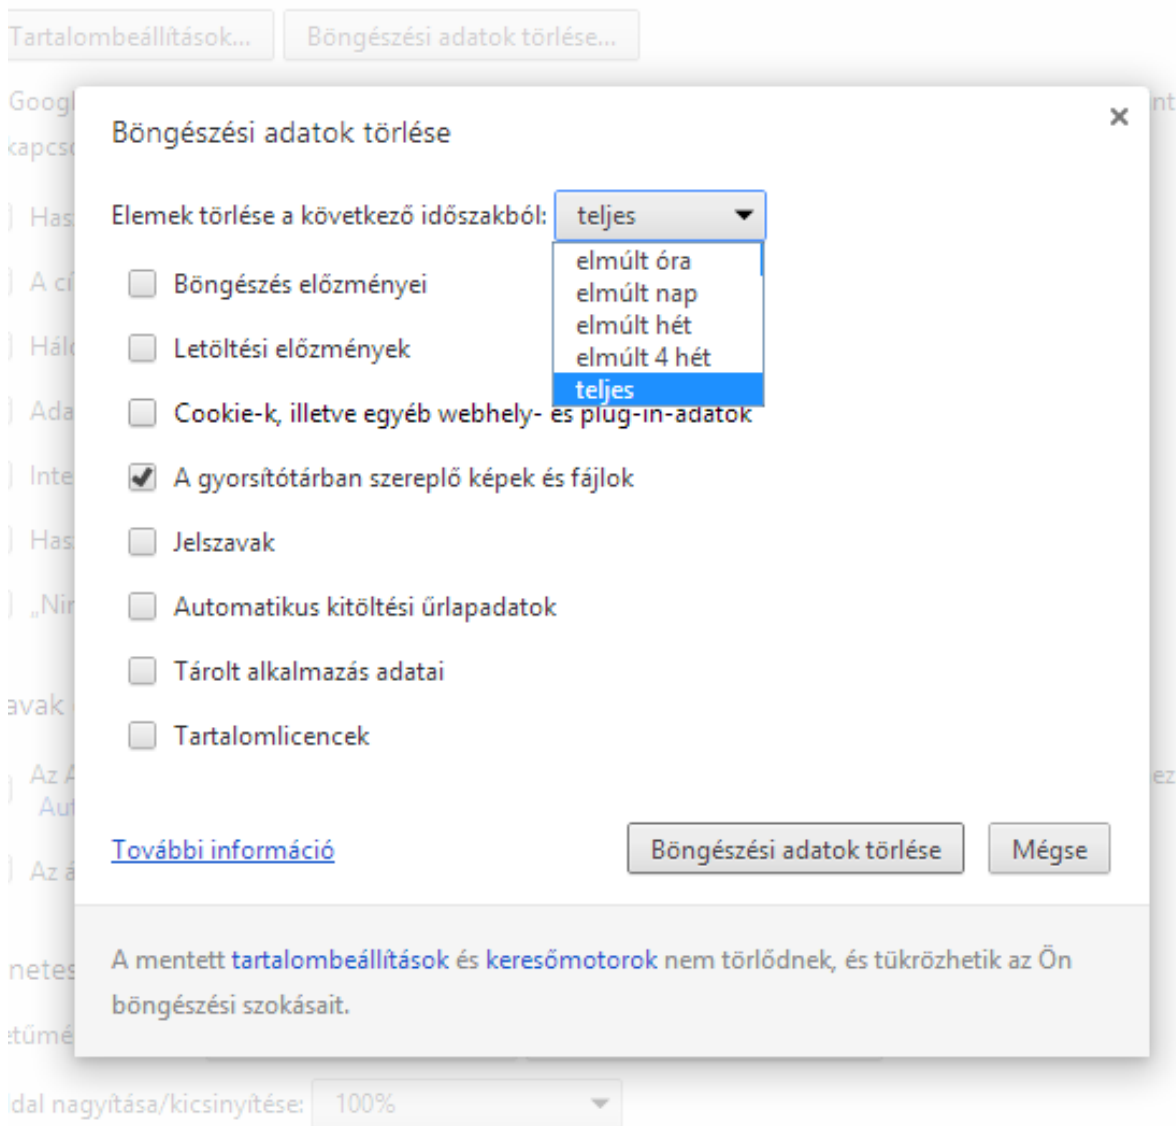 Tartalombeállítások... Böngészési adatok törlése...
Böngészési adatok törlése
Elemek törlése a következő időszakból: teljes
elmúlt óra
Böngészés előzményei
elmúlt nap
elmúlt hét
Letöltési előzmények
elmúlt 4 hét
teljes
Cookie-k, illetve egyéb webhely- és plug-in-adatok
A gyorsítótárban szereplő képek és fájlok
Jelszavak
Automatikus kitöltési űrlapadatok
Tárolt alkalmazás adatai
Tartalomlicencek
További információ Böngészési adatok törlése Mégse
A mentett tartalombeállítások és keresőmotorok nem törlődnek, és tükrözhetik az Ön
böngészési szokásait.
nagyítása/kicsinyítése: 100%